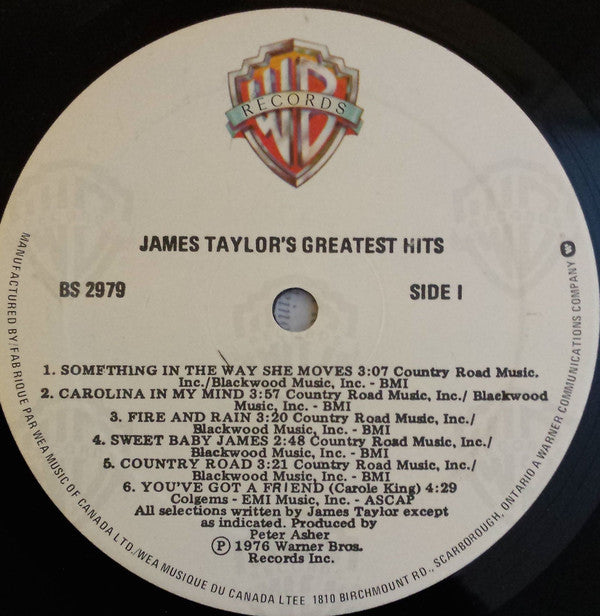 WB
RECORDS
JAMES TAYLOR'S GREATEST HITS
BS 2979
SIDE I
1. SOMETHING IN THE WAY SHE MOVES 3:07 Country Road Music.
Inc./Blackwood Music, Inc. - BMI
2. CAROLINA IN MY MIND 3:57 Country Road Music, Inc./ Blackwood
Music, Inc. - BMI
3. FIRE AND RAIN 3:20 Country Road Music, Inc./
Blackwood Music, Inc. - BMI
4. SWEET BABY JAMES 2:48 Country Road Music, Inc./
Blackwood Music, Inc. - BMI
5. COUNTRY ROAD 3:21 Country Road Music, Inc./
Blackwood Music, Inc. - BMI
6. YOU'VE GOT A FRIEND (Carole King) 4:29
Colgems - EMI Music, Inc. - ASCAP
All selections written by James Taylor except
as indicated. Produced by
Peter Asher
Ⓟ 1976 Warner Bros.
Records Inc.
MANUFACTURED BY/FABRIQUE PAR WEA MUSIC OF CANADA LTD./WEA MUSIQUE DU CANADA LTEE 1810 BIRCHMOUNT RD., SCARBOROUGH, ONTARIO A WARNER COMMUNICATIONS COMPANY